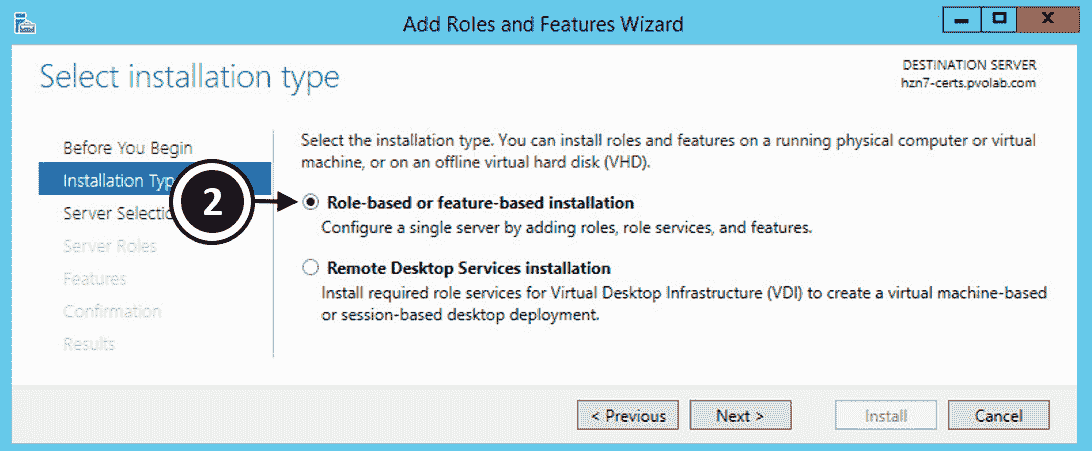 Add Roles and Features Wizard
Select installation type
DESTINATION SERVER
hzn7-certs.pvolab.com
Before You Begin
Installation Typ
Server Selectio
Server Roles
Features
Confirmation
Results
2
Select the installation type. You can install roles and features on a running physical computer or virtual
machine, or on an offline virtual hard disk (VHD).
Role-based or feature-based installation
Configure a single server by adding roles, role services, and features.
Remote Desktop Services installation
Install required role services for Virtual Desktop Infrastructure (VDI) to create a virtual machine-based
or session-based desktop deployment.
< Previous
Next >
Install
Cancel